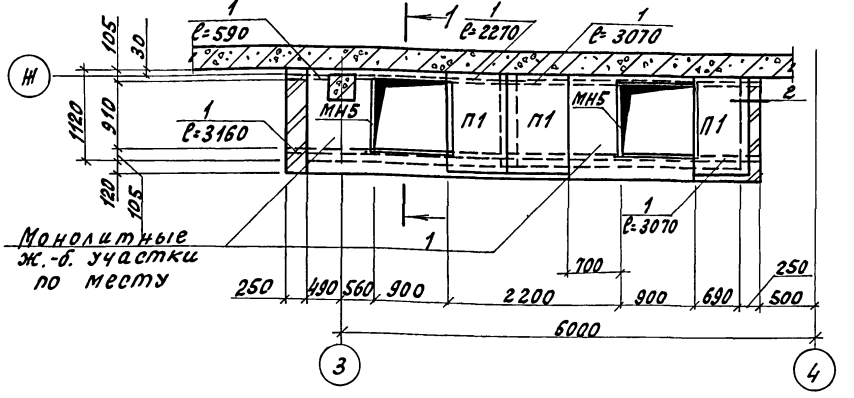 1
ℓ=590
1
1
ℓ=2270
1
ℓ=3070
105
30
Ж
1120
910
120
105
1
ℓ=3160
МН5
П1
П1
МН5
П1
2
1
ℓ=3070
1
Монолитные
ж.-б. участки
по месту
250
490
560
900
2200
700
900
690
250
500
6000
3
4